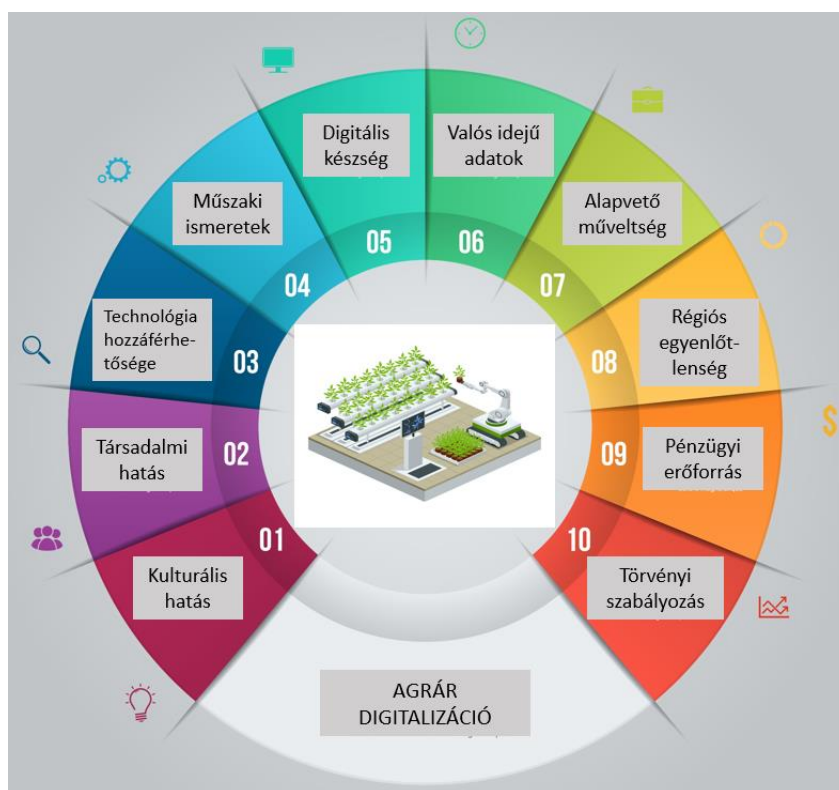 01
Kulturális
hatás
02
Társadalmi
hatás
03
Technológia
hozzáférhe-
tősége
04
Műszaki
ismeretek
05
Digitális
készség
06
Valós idejű
adatok
07
Alapvető
műveltség
08
Régiós
egyenlőt-
lenség
09
Pénzügyi
erőforrás
$
10
Törvényi
szabályozás
AGRÁR
DIGITALIZÁCIÓ